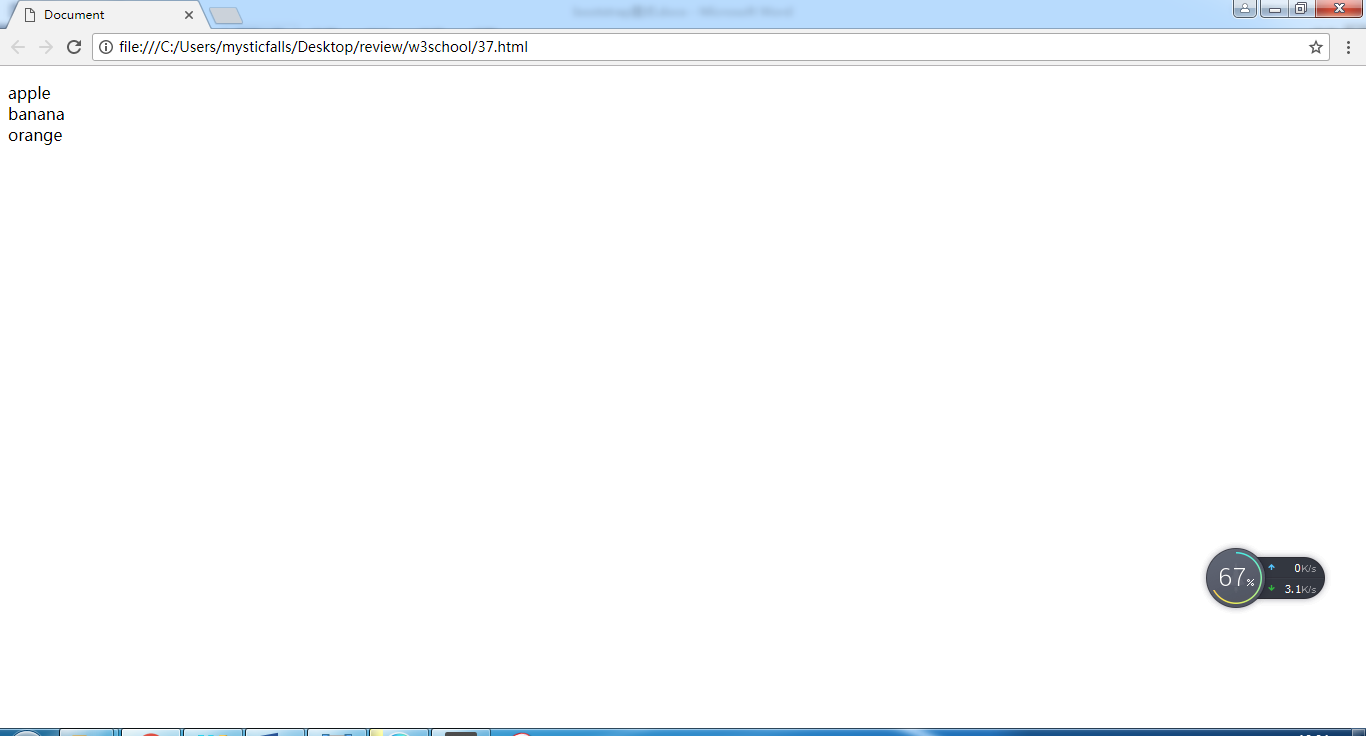 Document
file:///C:/Users/mysticfalls/Desktop/review/w3school/37.html
apple
banana
orange
67%
0K/s
3.1K/s